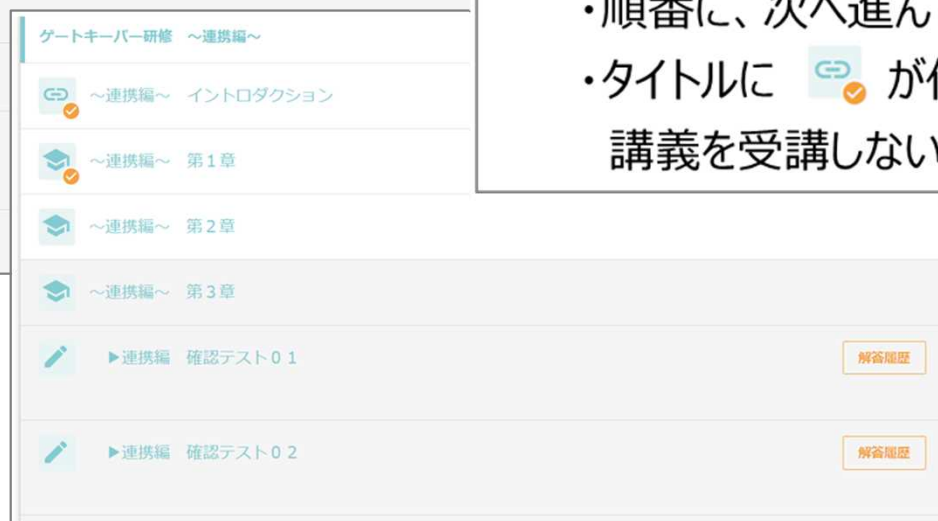 ゲートキーパー研修　～連携編～
～連携編～　イントロダクション
～連携編～　第１章
～連携編～　第２章
～連携編～　第３章
▶連携編　確認テスト０１
解答履歴
▶連携編　確認テスト０２
解答履歴
・順番に、次へ進ん
・タイトルに　が
講義を受講しない